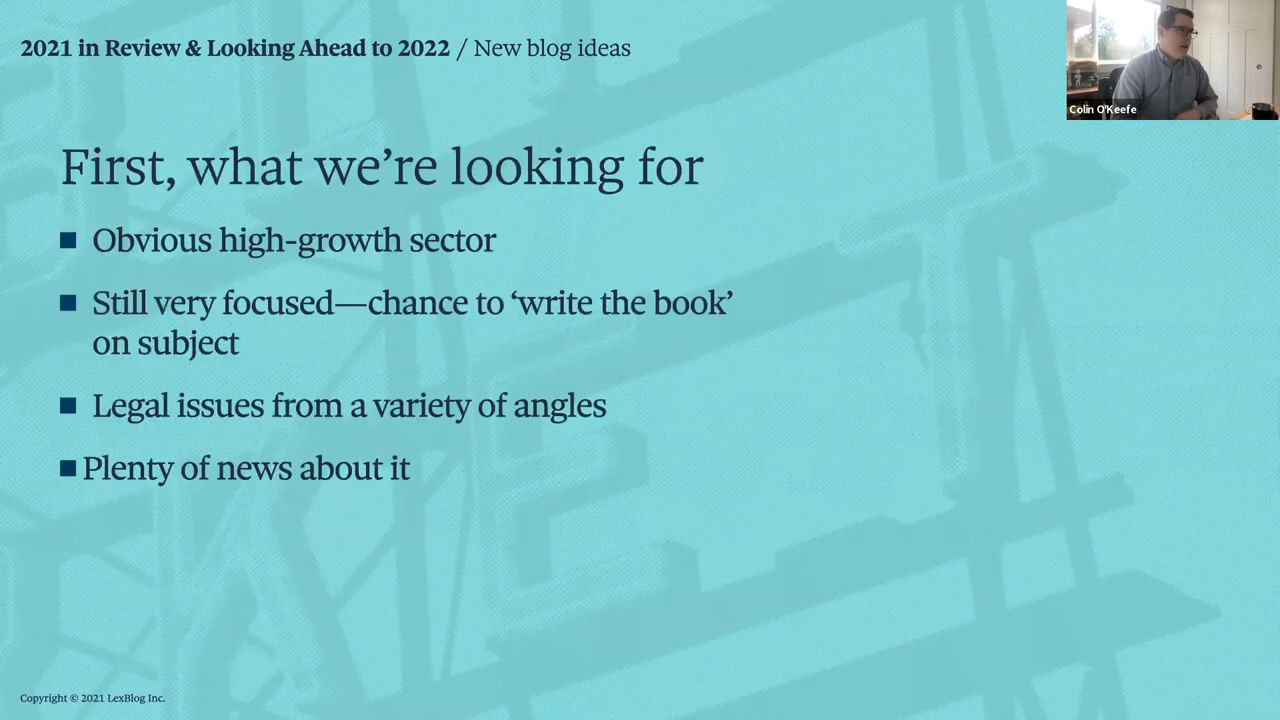 2021 in Review & Looking Ahead to 2022 / New blog ideas
Colin O'Keefe
First, what we’re looking for
Obvious high-growth sector
Still very focused—chance to ‘write the book’
on subject
Legal issues from a variety of angles
Plenty of news about it
Copyright © 2021 LexBlog Inc.